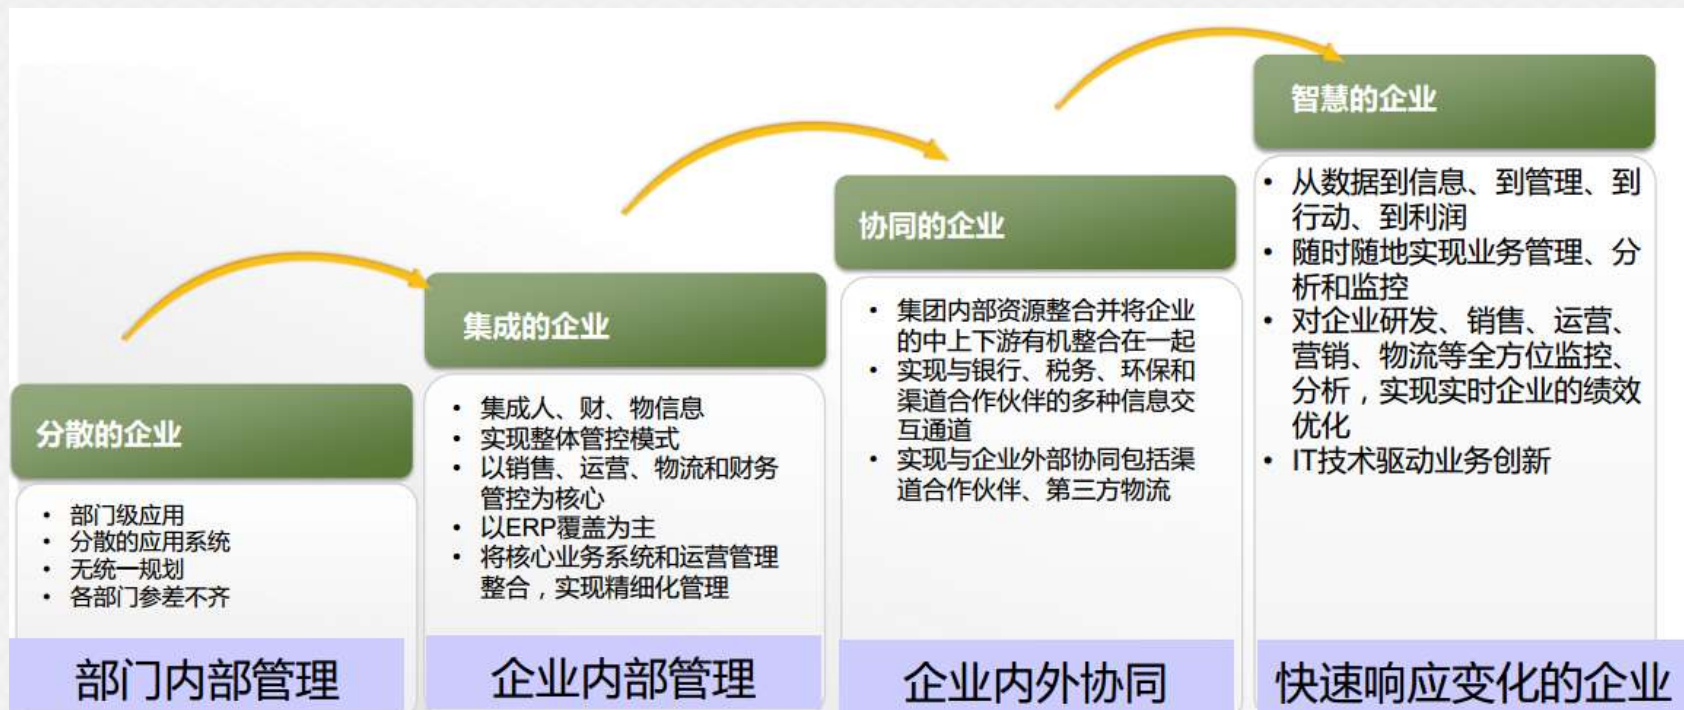 分散的企业
• 部门级应用
• 分散的应用系统
• 无统一规划
• 各部门参差不齐
部门内部管理
集成的企业
• 集成人、财、物信息
• 实现整体管控模式
• 以销售、运营、物流和财务
管控为核心
• 以ERP覆盖为主
• 将核心业务系统和运营管理
整合，实现精细化管理
企业内部管理
协同的企业
• 集团内部资源整合并将企业
的中上下游有机整合在一起
• 实现与银行、税务、环保和
渠道合作伙伴的多种信息交
互通道
• 实现与企业外部协同包括渠
道合作伙伴、第三方物流
企业内外协同
智慧的企业
• 从数据到信息、到管理、到
行动、到利润
• 随时随地实现业务管理、分
析和监控
• 对企业研发、销售、运营、
营销、物流等全方位监控、
分析，实现实时企业的绩效
优化
• IT技术驱动业务创新
快速响应变化的企业